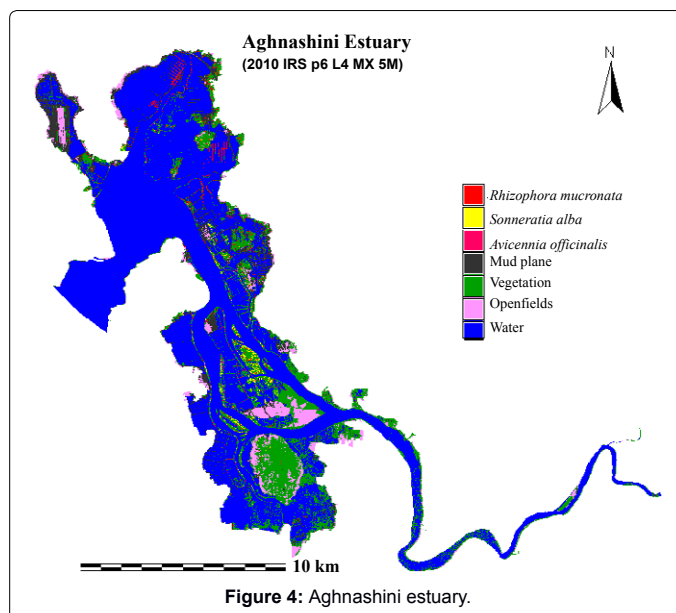 Aghnashini Estuary
(2010 IRS p6 L4 MX 5M)
N
Rhizophora mucronata
Sonneratia alba
Avicennia officinalis
Mud plane
Vegetation
Openfields
Water
10 km
Figure 4: Aghnashini estuary.